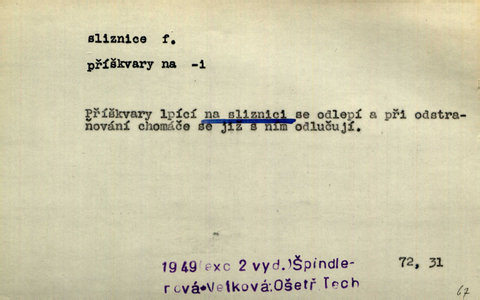 sliznice f.
příškvary na -i
Příškvary lpící na sliznici se odlepí a při odstra-
ňování chomáče se již s ním odlučují.
1949(exc 2 vyd.)Špindle-
rová-Velková:Ošetř Tech
72, 31
67